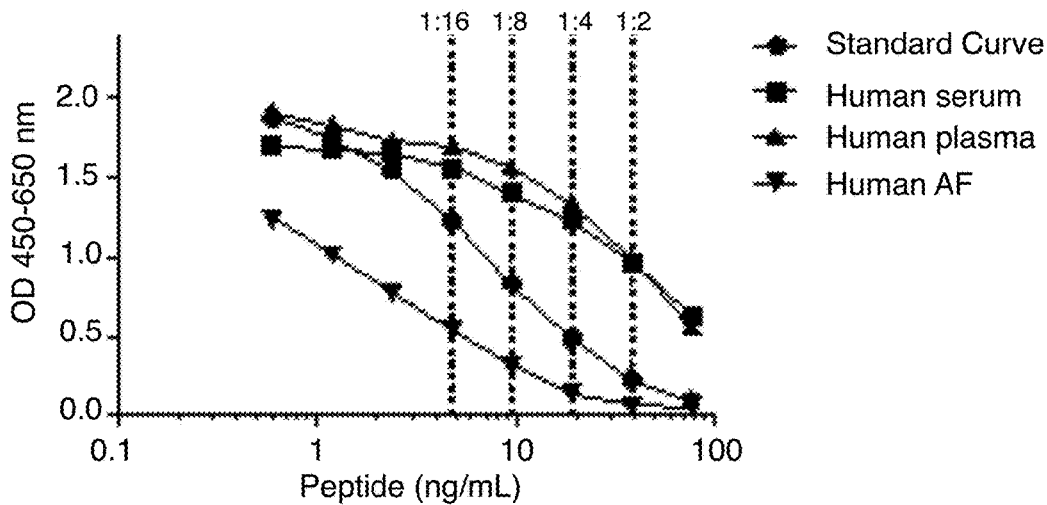 1:16 1:8 1:4 1:2
Standard Curve
Human serum
Human plasma
Human AF
OD 450-650 nm
2.0
1.5
1.0
0.5
0.0
0.1 1 10 100
Peptide (ng/mL)